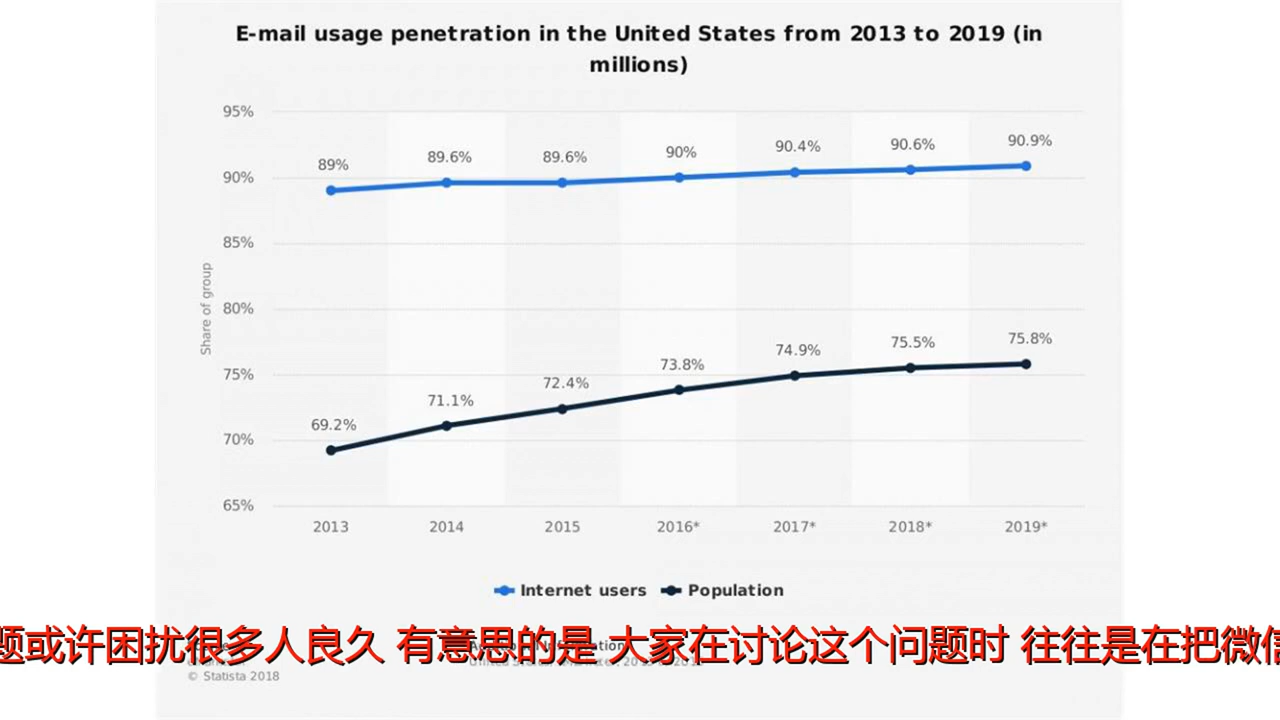 E-mail usage penetration in the United States from 2013 to 2019 (in
millions)
95%
89% 89.6% 89.6% 90% 90.4% 90.6% 90.9%
90%
85%
Share of group
80%
75%
69.2% 71.1% 72.4% 73.8% 74.9% 75.5% 75.8%
70%
65%
2013 2014 2015 2016* 2017* 2018* 2019*
Internet users Population
题或许困扰很多人良久 有意思的是 大家在讨论这个问题时 往往是在把微信
© Statista 2018